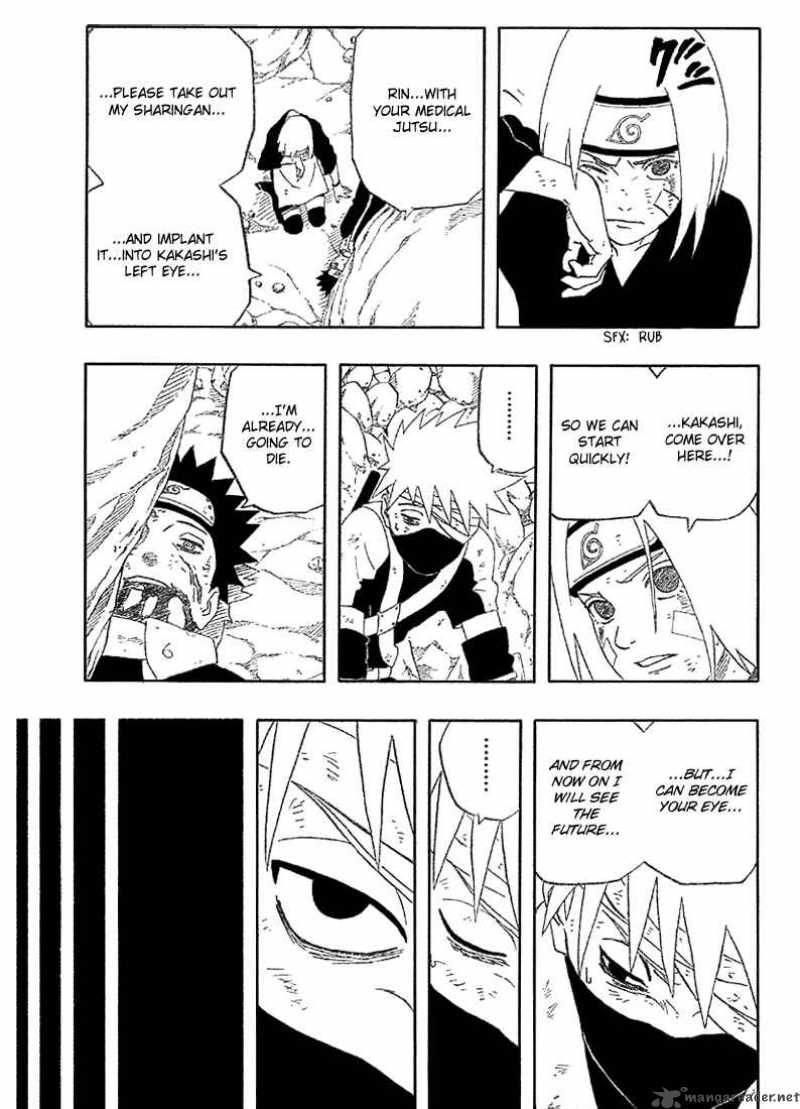 RIN...WITH
YOUR MEDICAL
JUTSU...
...PLEASE TAKE OUT
MY SHARINGAN...
...AND IMPLANT
IT...INTO KAKASHI'S
LEFT EYE...
グッ
SFX: RUB
...KAKASHI,
COME OVER
HERE...!
SO WE CAN
START
QUICKLY!
.........
...I'M
ALREADY...
GOING TO
DIE.
...BUT...I
CAN BECOME
YOUR EYE...
AND FROM
NOW ON I
WILL SEE
THE
FUTURE...
.........
mangareader.net